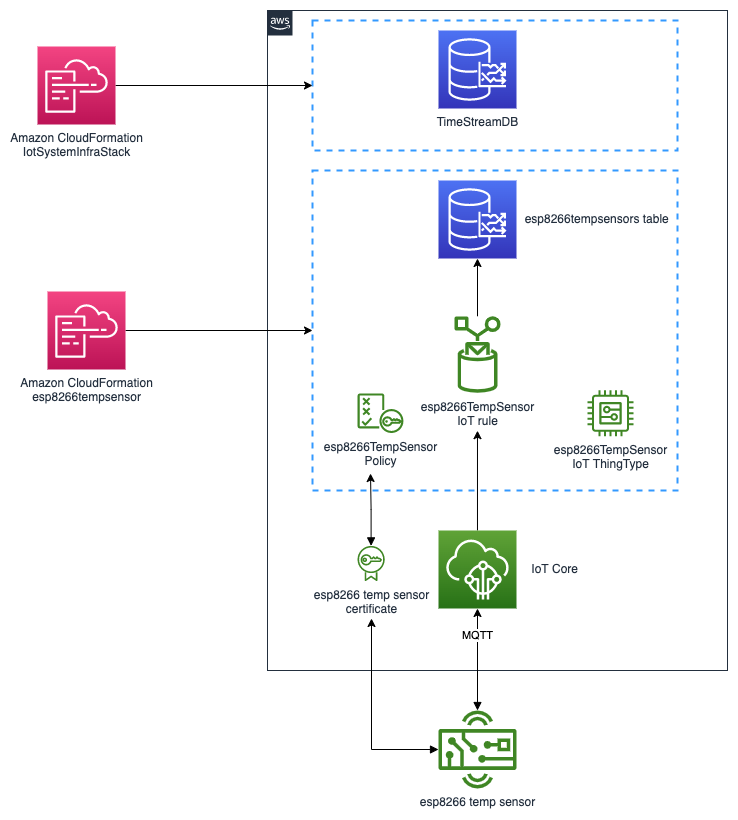 aws
TimeStreamDB
Amazon CloudFormation
IotSystemInfraStack
esp8266tempsensors table
Amazon CloudFormation
esp8266tempsensor
esp8266TempSensor
IoT rule
esp8266TempSensor
Policy
esp8266TempSensor
IoT ThingType
IoT Core
esp8266 temp sensor
certificate
MQTT
esp8266 temp sensor